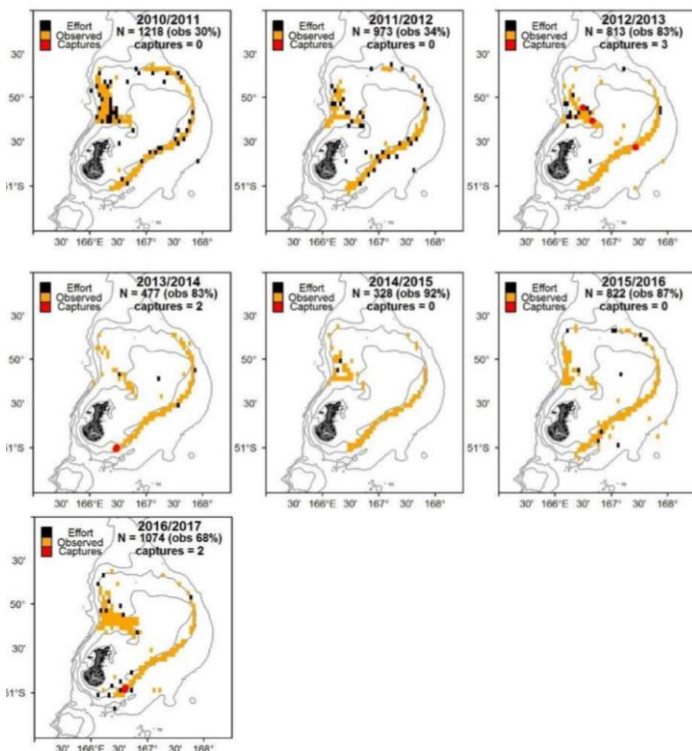 2010/2011
Effort N = 1218 (obs 30%)
Observed
Captures captures = 0
30'
50°
30'
51°S
30' 166°E 30' 167° 30' 168°
2011/2012
Effort N = 973 (obs 34%)
Observed
Captures captures = 0
30'
50°
30'
51°S
30' 166°E 30' 167° 30' 168°
2012/2013
Effort N = 813 (obs 83%)
Observed
Captures captures = 3
30'
50°
30'
51°S
30' 166°E 30' 167° 30' 168°
2013/2014
Effort N = 477 (obs 83%)
Observed
Captures captures = 2
30'
50°
30'
51°S
30' 166°E 30' 167° 30' 168°
2014/2015
Effort N = 328 (obs 92%)
Observed
Captures captures = 0
30'
50°
30'
51°S
30' 166°E 30' 167° 30' 168°
2015/2016
Effort N = 822 (obs 87%)
Observed
Captures captures = 0
30'
50°
30'
51°S
30' 166°E 30' 167° 30' 168°
2016/2017
Effort N = 1074 (obs 68%)
Observed
Captures captures = 2
30'
50°
30'
51°S
30' 166°E 30' 167° 30' 168°